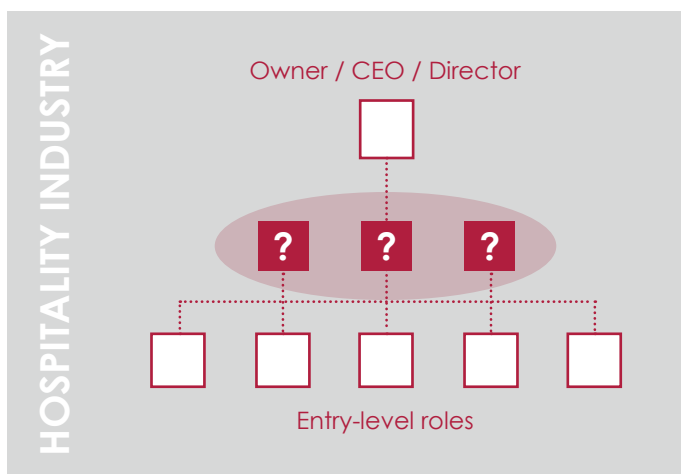 HOSPITALITY INDUSTRY
Owner / CEO / Director
? ? ?
Entry-level roles